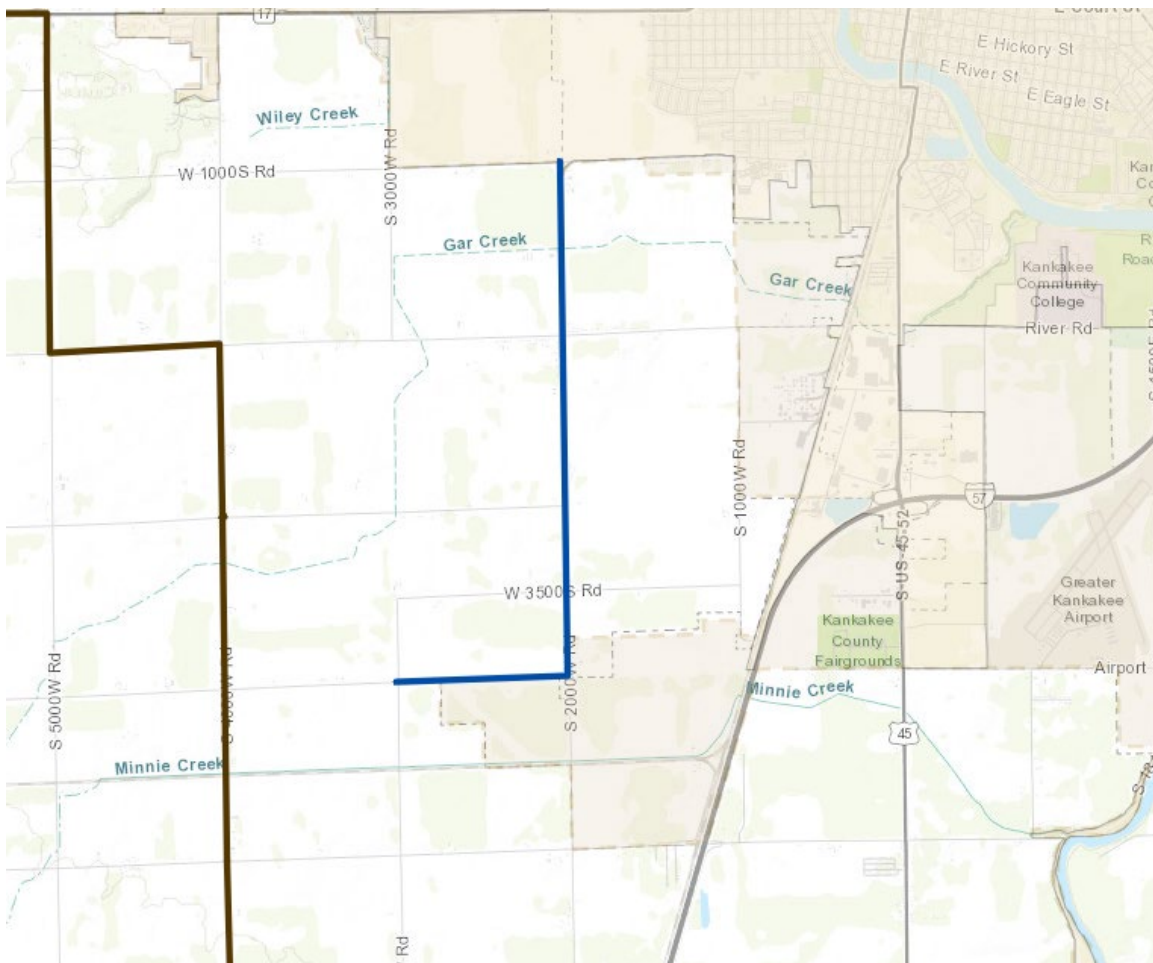 17
E Hickory St
E River St
E Eagle St
Wiley Creek
W 1000S Rd
S 3000W Rd
Gar Creek
Gar Creek
Kankakee
Community
College
River Rd
S 1000W Rd
57
S-US-45-52
W 3500S Rd
Greater
Kankakee
Airport
Kankakee
County
Fairgrounds
Airport
S 5000W Rd
S 4000W Rd
S 2000W Rd
Minnie Creek
45
Minnie Creek
Rd